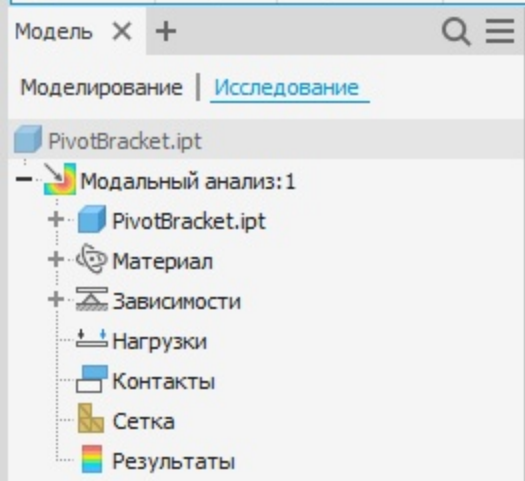 Модель
Моделирование | Исследование
PivotBracket.ipt
Модальный анализ:1
PivotBracket.ipt
Материал
Зависимости
Нагрузки
Контакты
Сетка
Результаты